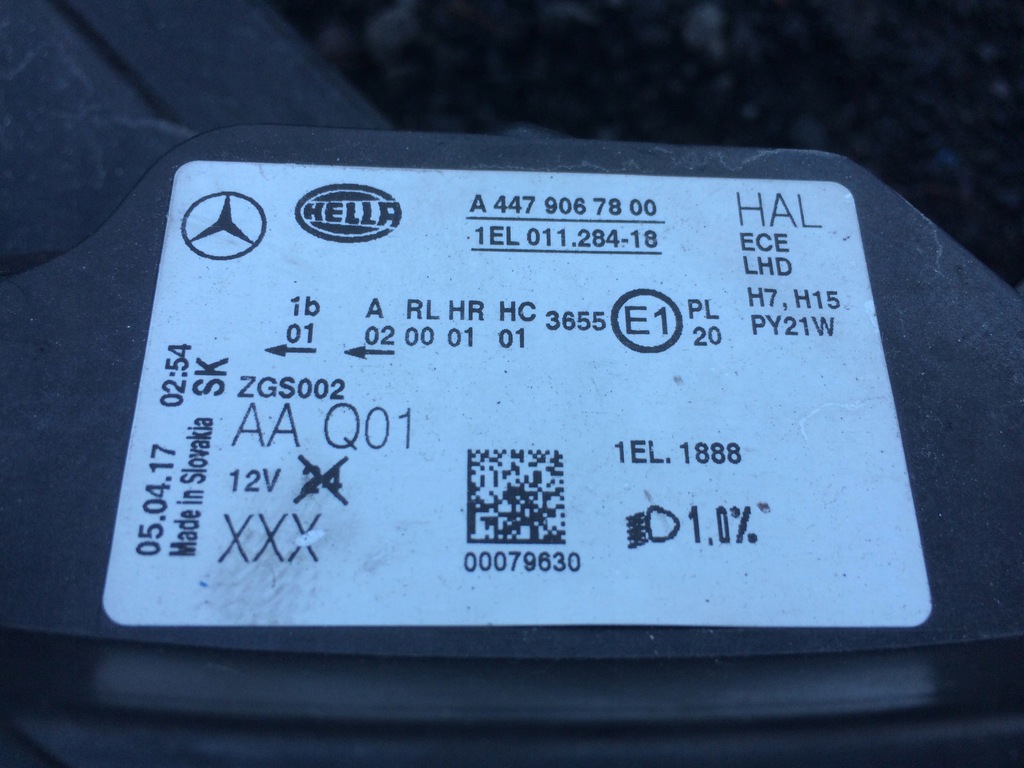 HELLA
A 447 906 78 00
1EL 011.284-18
HAL
ECE
LHD
H7, H15
PY21W
1b A RL HR HC 3655 E1 PL
01 02 00 01 01 20
ZGS002
AA Q01
12V 24
XXX
05.04.17 02:54
Made in Slovakia SK
00079630
1EL. 1888
1,0%